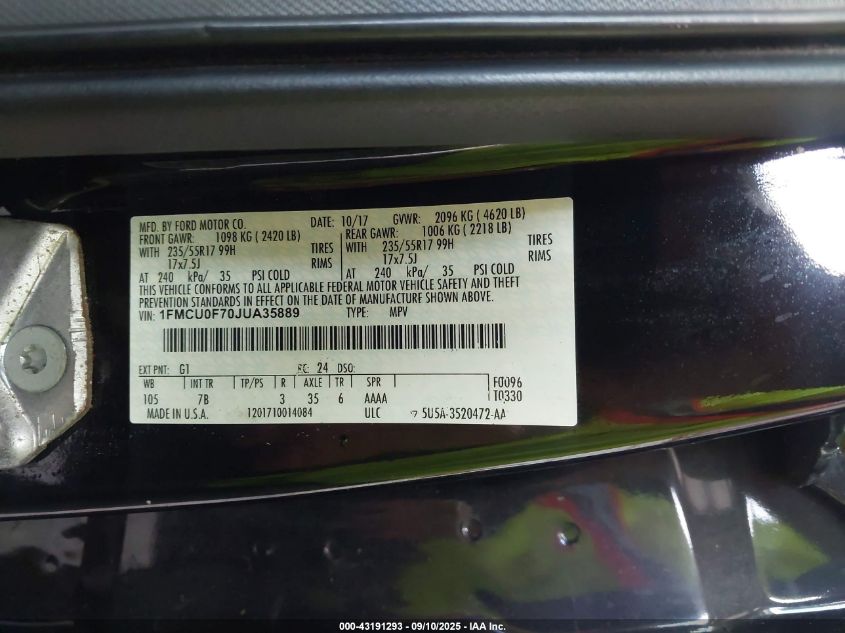 MFD. BY FORD MOTOR CO. DATE: 10/17 GVWR: 2096 KG ( 4620 LB)
FRONT GAWR: 1098 KG ( 2420 LB) REAR GAWR: 1006 KG ( 2218 LB)
WITH 235/55R17 99H TIRES WITH 235/55R17 99H TIRES
17x7.5J RIMS 17x7.5J RIMS
AT 240 kPa/ 35 PSI COLD AT 240 kPa/ 35 PSI COLD
THIS VEHICLE CONFORMS TO ALL APPLICABLE FEDERAL MOTOR VEHICLE SAFETY AND THEFT
PREVENTION STANDARDS IN EFFECT ON THE DATE OF MANUFACTURE SHOWN ABOVE.
VIN: 1FMCU0F70JUA35889 TYPE: MPV
EXT PNT: G1 RC: 24 DSO:
WB INT TR TP/PS R AXLE TR SPR F0096
105 7B 3 35 6 AAAA T0330
MADE IN U.S.A. 1201710014084 ULC 5U5A-3520472-AA
000-43191293 - 09/10/2025 - IAA Inc.